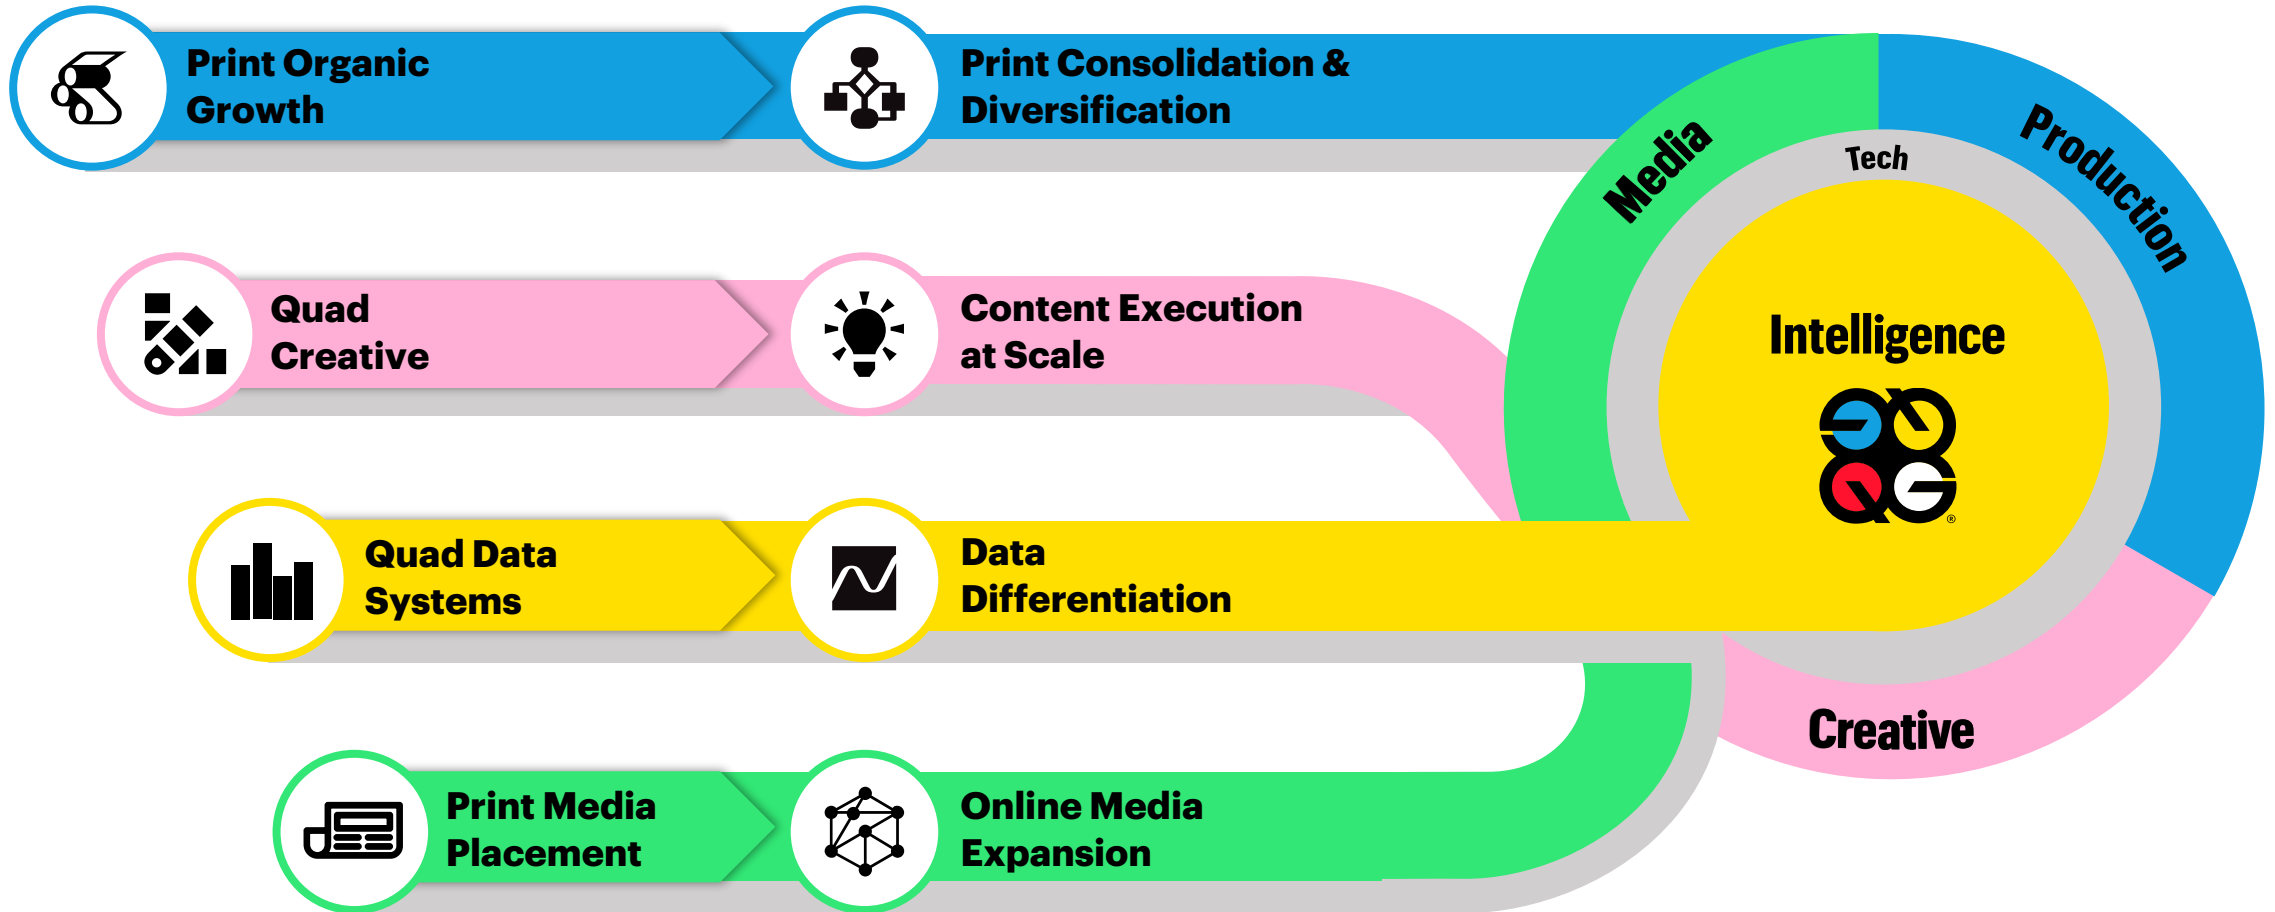 Print Organic
Growth
Print Consolidation &
Diversification
Quad
Creative
Content Execution
at Scale
Quad Data
Systems
Data
Differentiation
Print Media
Placement
Online Media
Expansion
Media
Tech
Production
Intelligence
®
Creative